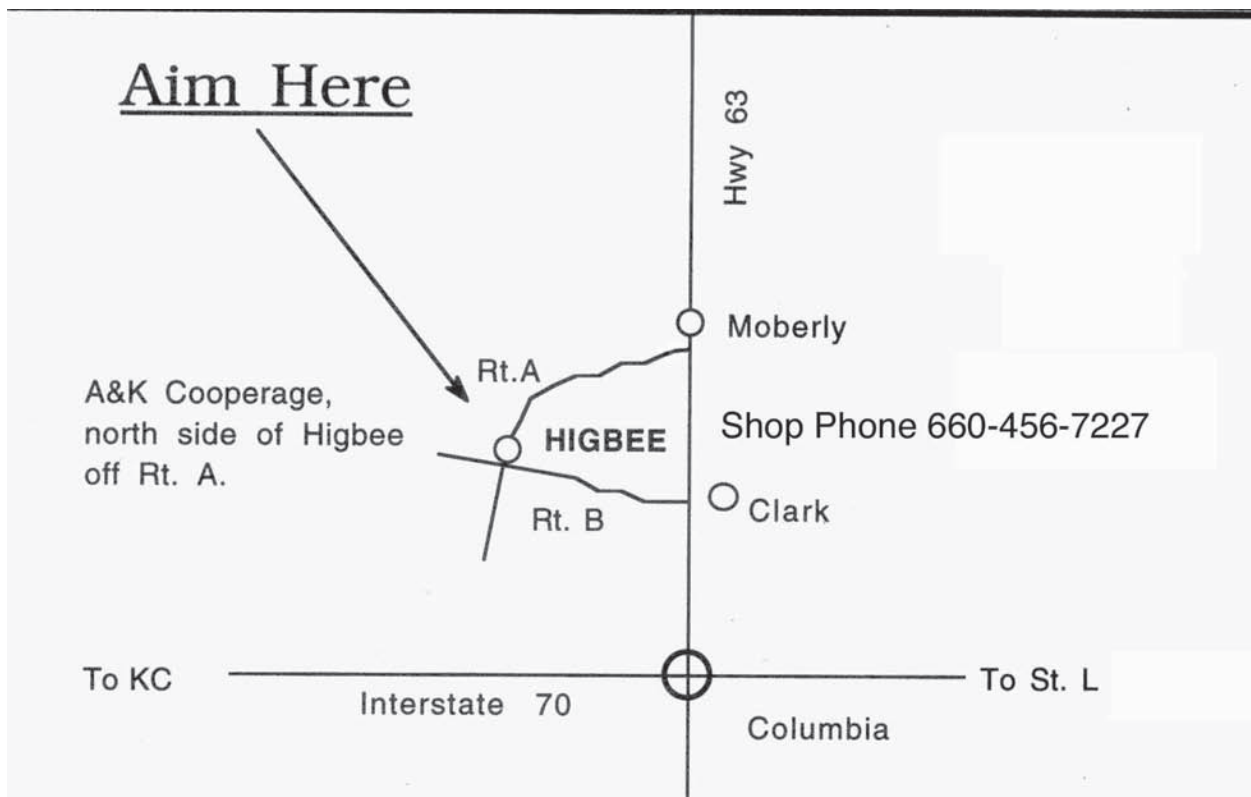 Aim Here
Hwy 63
Moberly
Rt.A
A&K Cooperage,
north side of Higbee
off Rt. A.
HIGBEE
Shop Phone 660-456-7227
Rt. B
Clark
To KC
Interstate 70
To St. L
Columbia